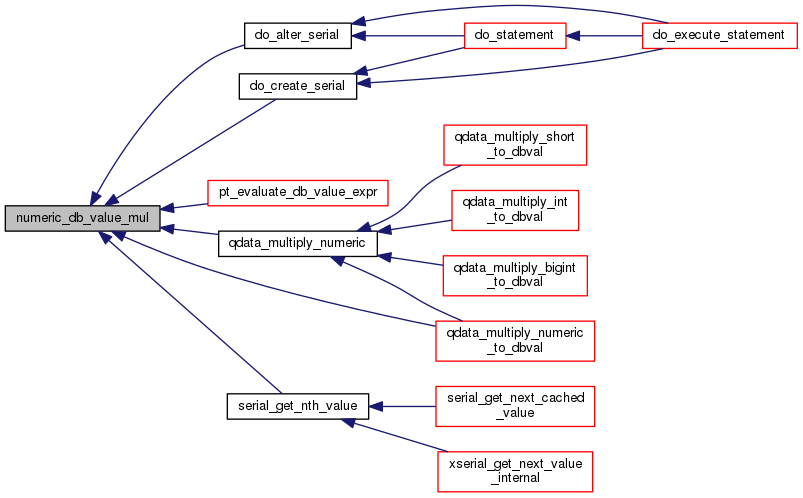 do_alter_serial
do_statement
do_execute_statement
do_create_serial
qdata_multiply_short
_to_dbval
pt_evaluate_db_value_expr
qdata_multiply_int
_to_dbval
numeric_db_value_mul
qdata_multiply_numeric
qdata_multiply_bigint
_to_dbval
qdata_multiply_numeric
_to_dbval
serial_get_nth_value
serial_get_next_cached
_value
xserial_get_next_value
_internal